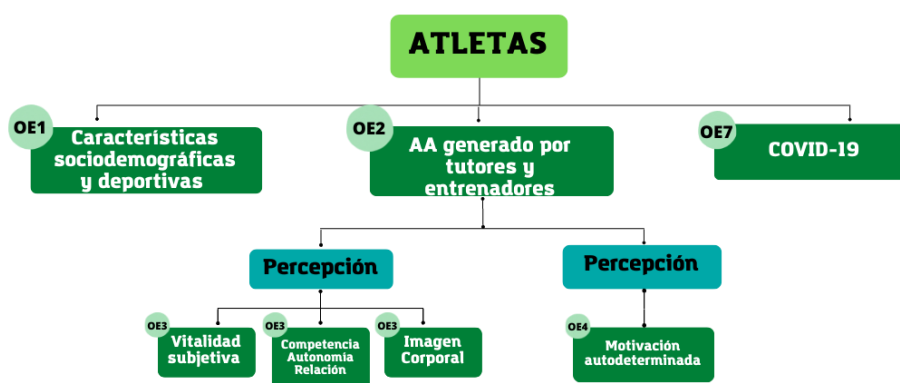 ATLETAS
OE1
Características
sociodemográficas
y deportivas
OE2
AA generado por
tutores y
entrenadores
OE7
COVID-19
Percepción
Percepción
OE3
Vitalidad
subjetiva
OE3
Competencia
Autonomía
Relación
OE3
Imagen
Corporal
OE4
Motivación
autodeterminada